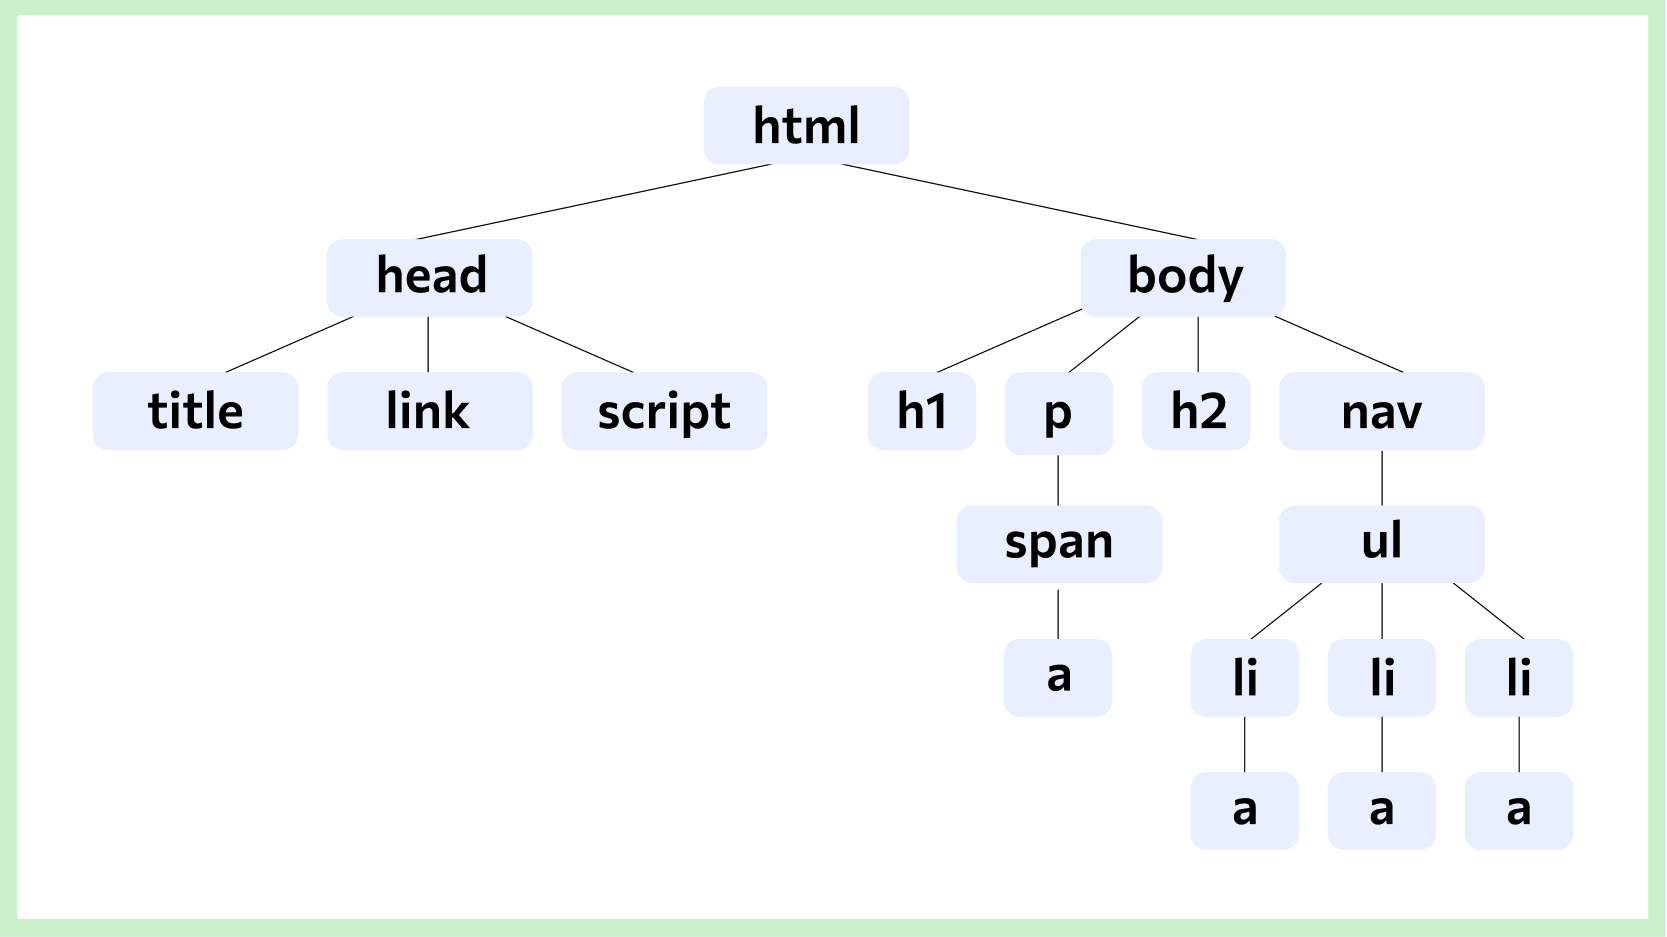 html
head
body
title
link
script
h1
p
h2
nav
span
ul
a
li
li
li
a
a
a